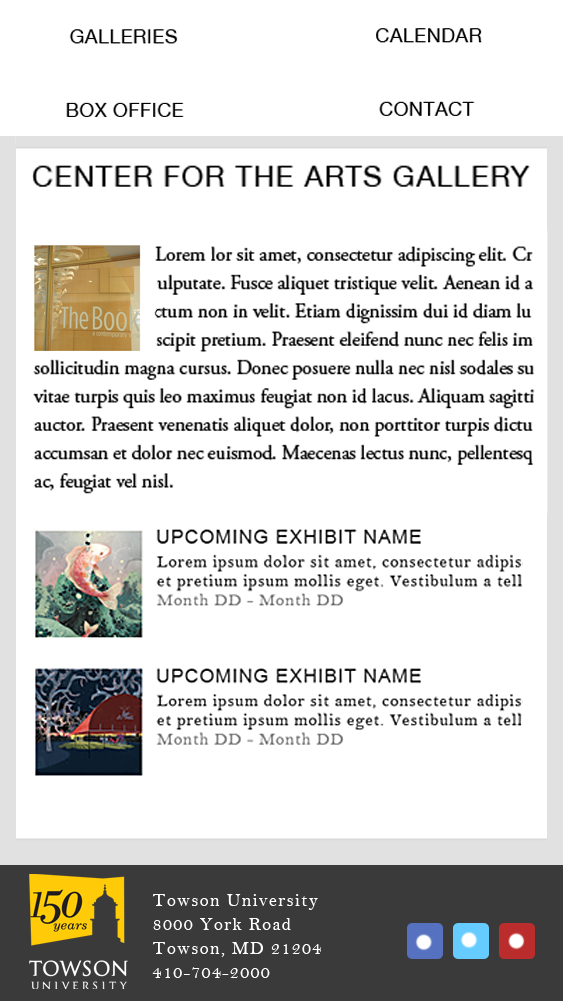 GALLERIES
CALENDAR
BOX OFFICE
CONTACT
CENTER FOR THE ARTS GALLERY
The Boo
Lorem lor sit amet, consectetur adipiscing elit. Cr
ulputate. Fusce aliquet tristique velit. Aenean id a
ctum non in velit. Etiam dignissim dui id diam lu
scipit pretium. Praesent eleifend nunc nec felis im
sollicitudin magna cursus. Donec posuere nulla nec nisl sodales su
vitae turpis quis leo maximus feugiat non id lacus. Aliquam sagitti
auctor. Praesent venenatis aliquet dolor, non porttitor turpis dictu
accumsan et dolor nec euismod. Maecenas lectus nunc, pellentesq
ac, feugiat vel nisl.
UPCOMING EXHIBIT NAME
Lorem ipsum dolor sit amet, consectetur adipis
et pretium ipsum mollis eget. Vestibulum a tell
Month DD - Month DD
UPCOMING EXHIBIT NAME
Lorem ipsum dolor sit amet, consectetur adipis
et pretium ipsum mollis eget. Vestibulum a tell
Month DD - Month DD
150
years
TOWSON
UNIVERSITY
Towson University
8000 York Road
Towson, MD 21204
410-704-2000